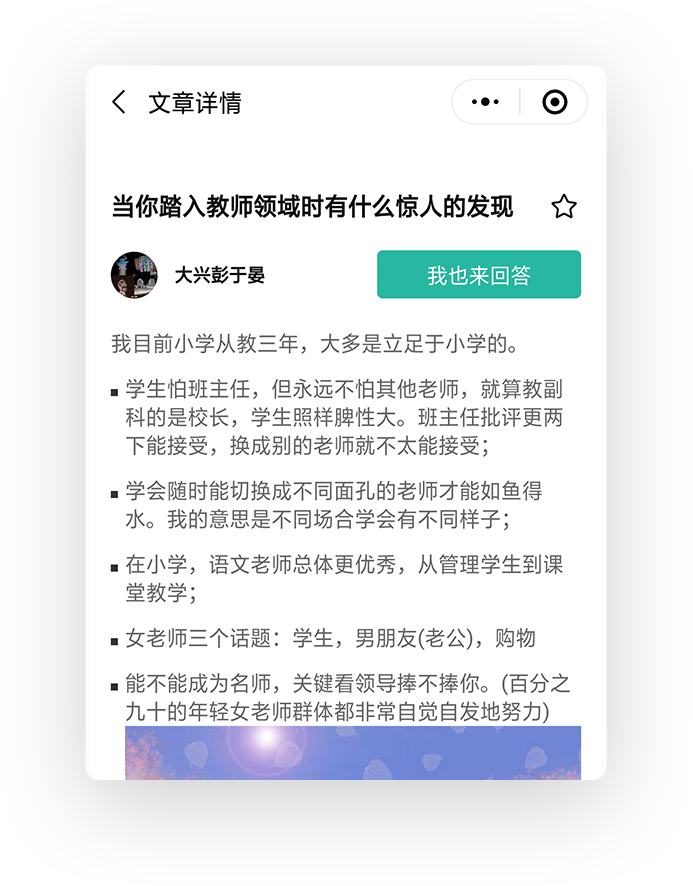 文章详情
当你踏入教师领域时有什么惊人的发现
大兴彭于晏
我也来回答
我目前小学从教三年，大多是立足于小学的。
学生怕班主任，但永远不怕其他老师，就算教副
科的是校长，学生照样脾性大。班主任批评更两
下能接受，换成别的老师就不太能接受；
学会随时能切换成不同面孔的老师才能如鱼得
水。我的意思是不同场合学会有不同样子；
在小学，语文老师总体更优秀，从管理学生到课
堂教学；
女老师三个话题：学生，男朋友(老公)，购物
能不能成为名师，关键看领导捧不捧你。(百分之
九十的年轻女老师群体都非常自觉自发地努力)